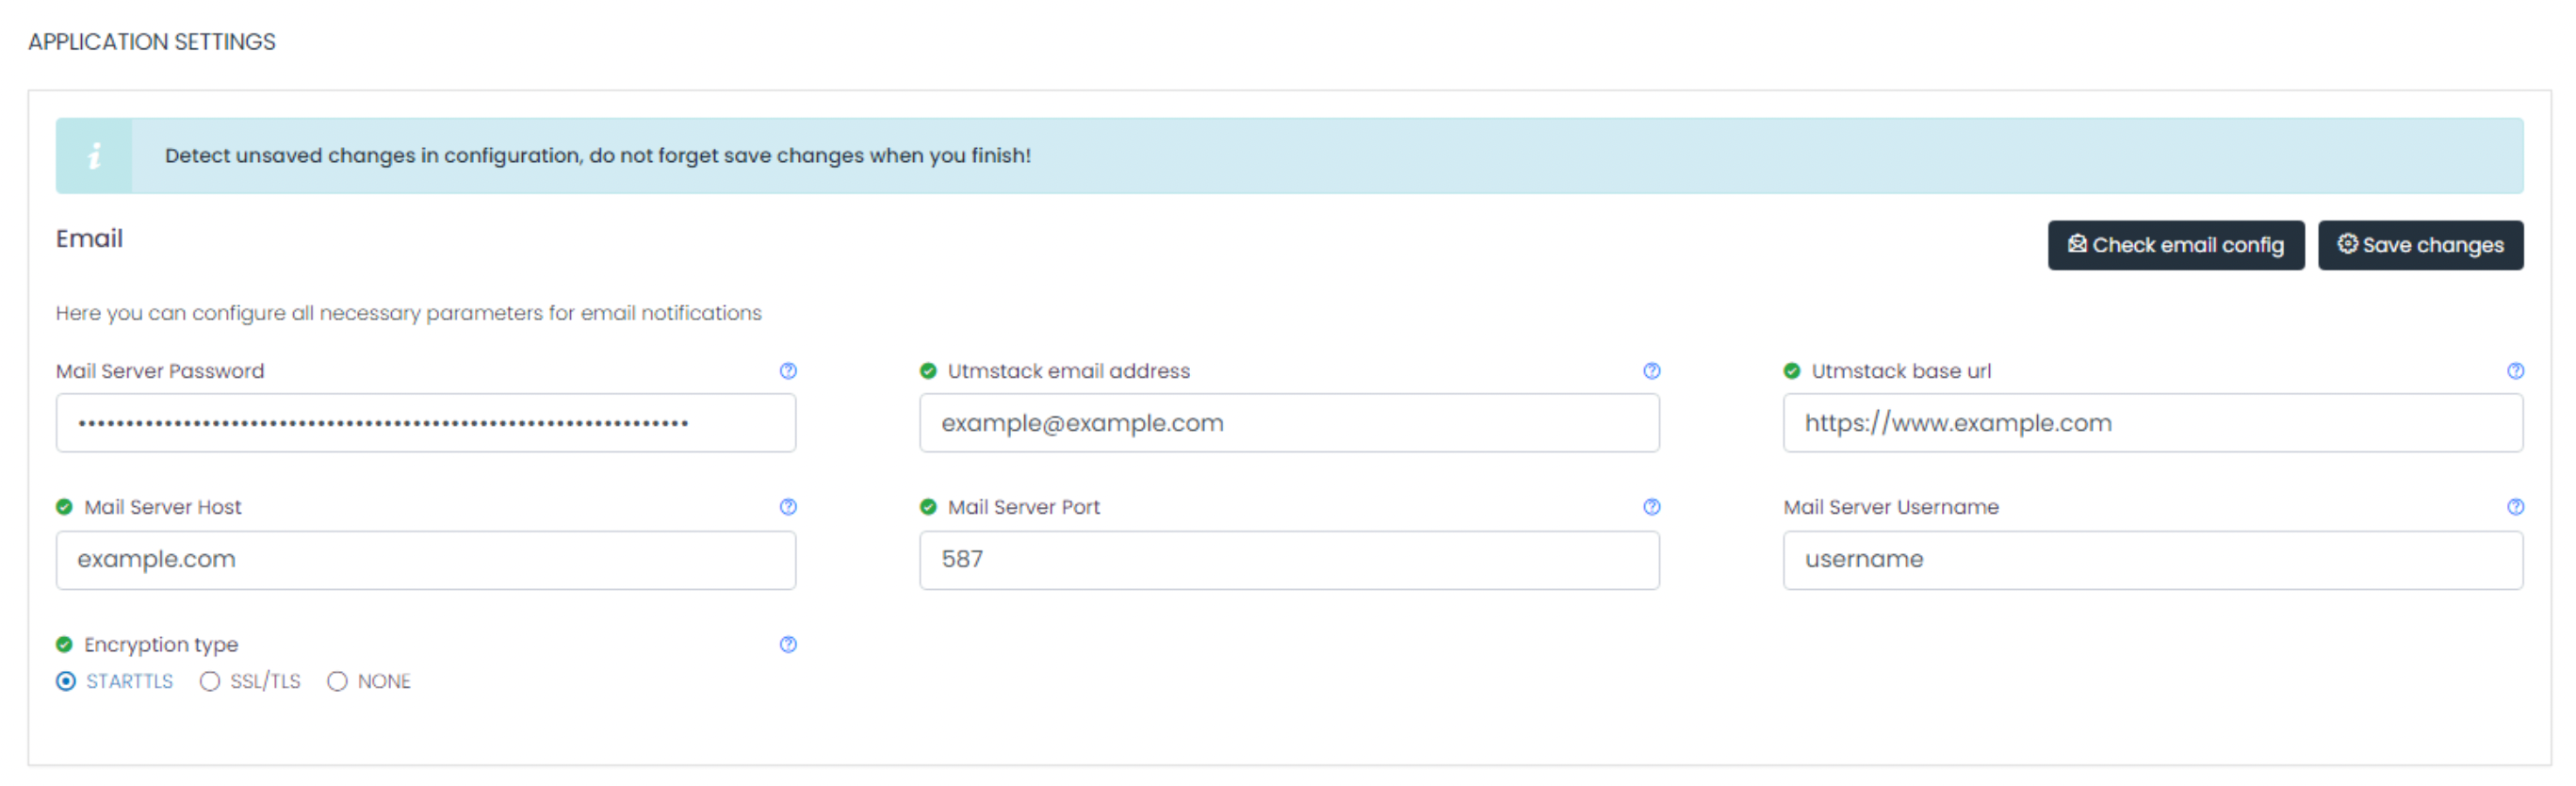 APPLICATION SETTINGS
i Detect unsaved changes in configuration, do not forget save changes when you finish!
Email Check email config Save changes
Here you can configure all necessary parameters for email notifications
Mail Server Password Utmstack email address Utmstack base url
example@example.com https://www.example.com
Mail Server Host Mail Server Port Mail Server Username
example.com 587 username
Encryption type
STARTTLS SSL/TLS NONE